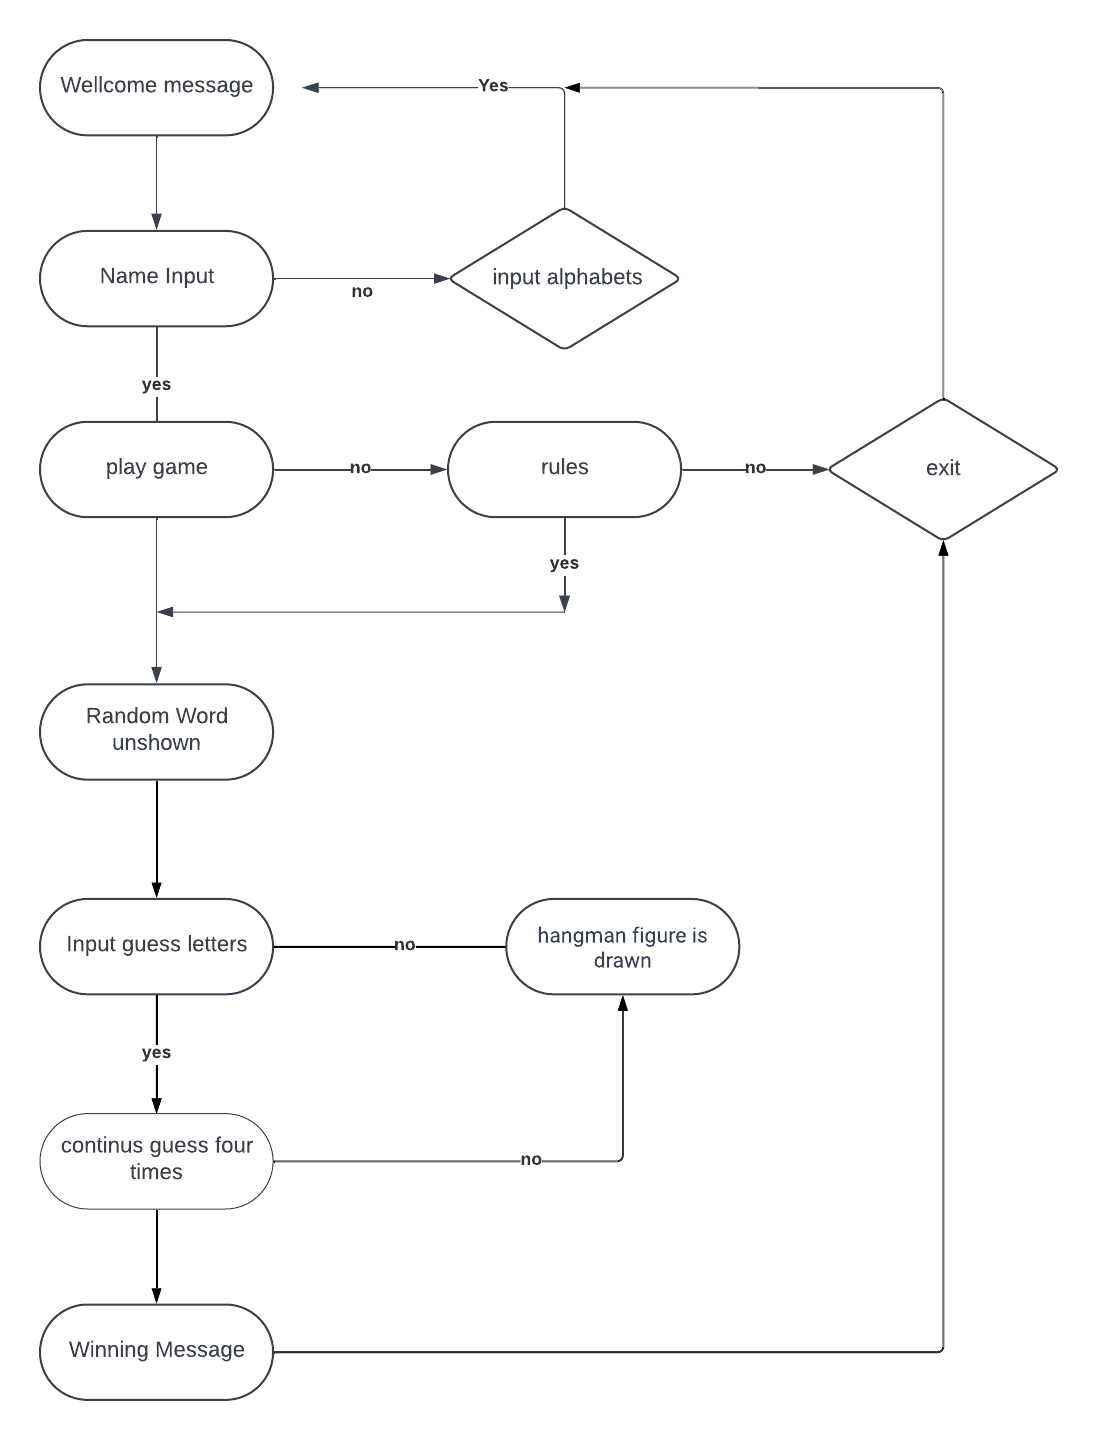 Wellcome message
Yes
Name Input
no
input alphabets
yes
play game
no
rules
no
exit
yes
Random Word
unshown
Input guess letters
no
hangman figure is
drawn
yes
continus guess four
times
no
Winning Message